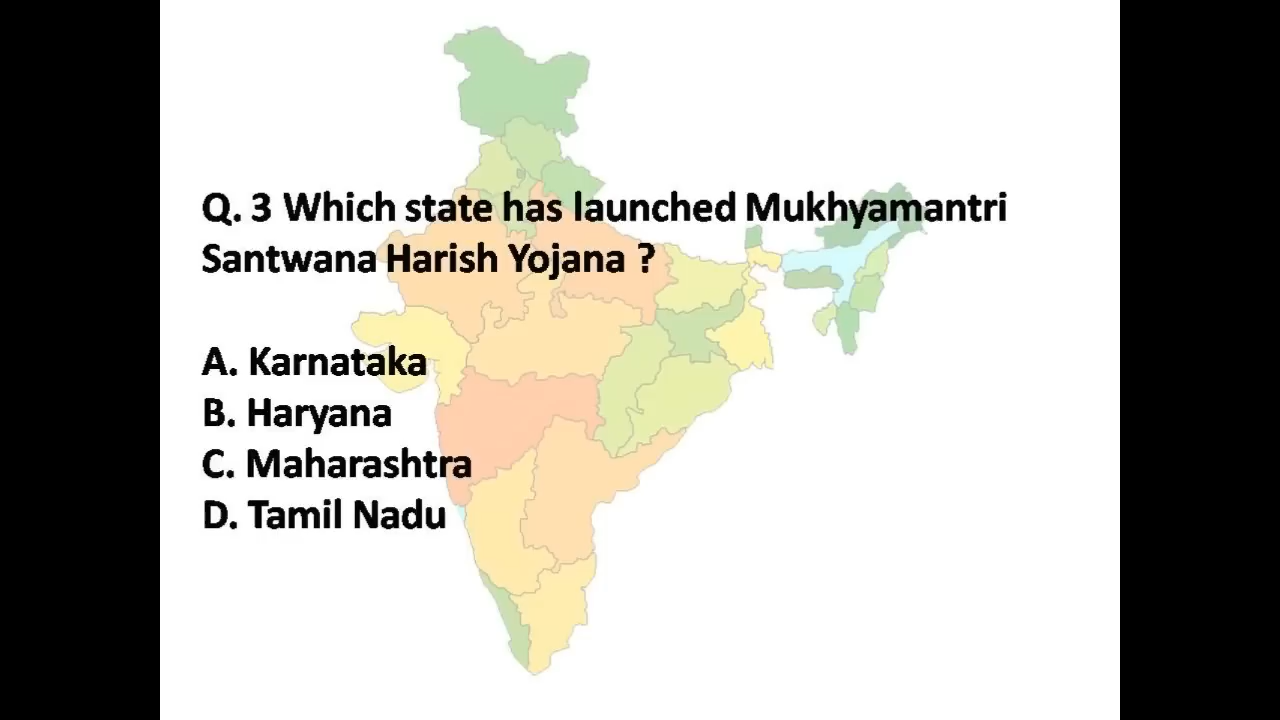 Q. 3 Which state has launched Mukhyamantri
Santwana Harish Yojana ?
A. Karnataka
B. Haryana
C. Maharashtra
D. Tamil Nadu